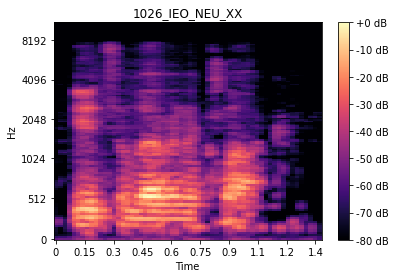 1026_IEO_NEU_XX
Hz
8192
4096
2048
1024
512
0
0 0.15 0.3 0.45 0.6 0.75 0.9 1.1 1.2 1.4
Time
+0 dB
-10 dB
-20 dB
-30 dB
-40 dB
-50 dB
-60 dB
-70 dB
-80 dB